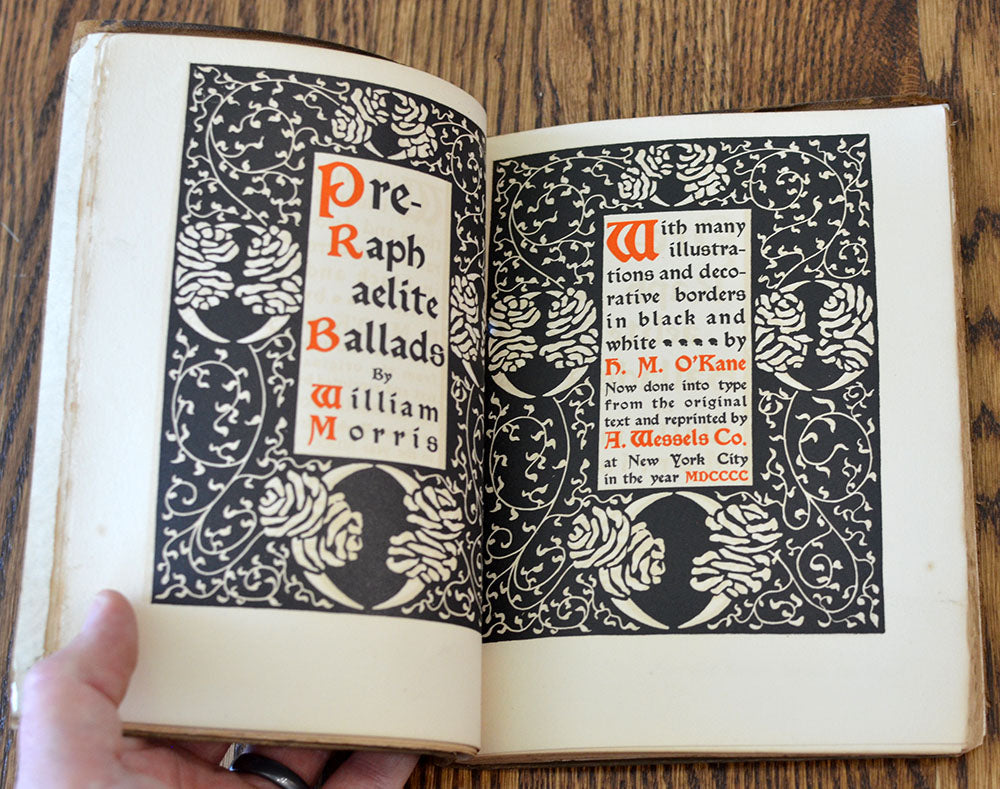 Pre-
Raph
aelite
Ballads
By
William
Morris
With many
illustra-
tions and deco-
rative borders
in black and
white by
H. M. O'Kane
Now done into type
from the original
text and reprinted by
A. Wessels Co.
at New York City
in the year MDCCCC